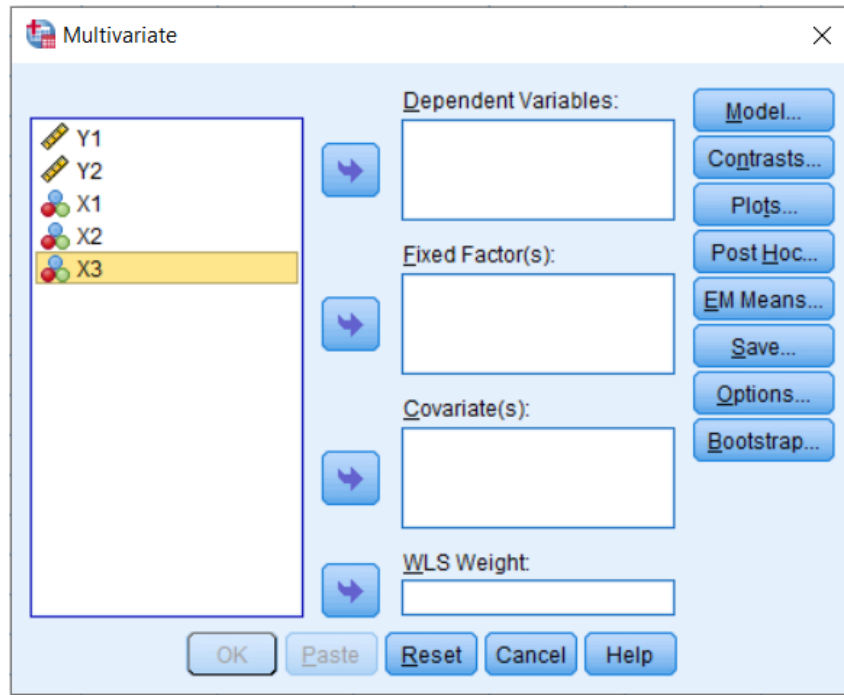 Multivariate
Y1
Y2
X1
X2
X3
Dependent Variables:
Fixed Factor(s):
Covariate(s):
WLS Weight:
Model...
Contrasts...
Plots...
Post Hoc...
EM Means...
Save...
Options...
Bootstrap...
OK Paste Reset Cancel Help